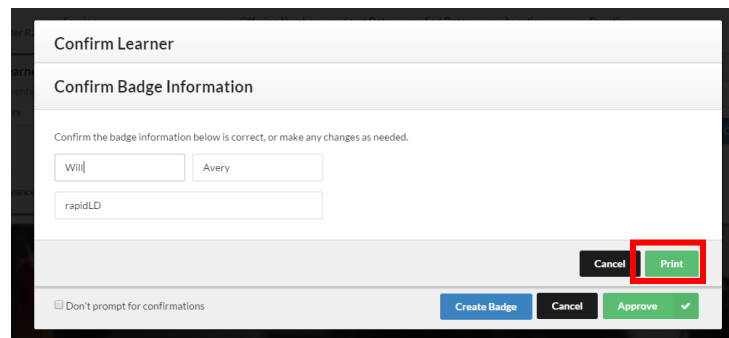 Confirm Learner
Confirm Badge Information
Confirm the badge information below is correct, or make any changes as needed.
Will Avery
rapidLD
Cancel Print
Don't prompt for confirmations Create Badge Cancel Approve